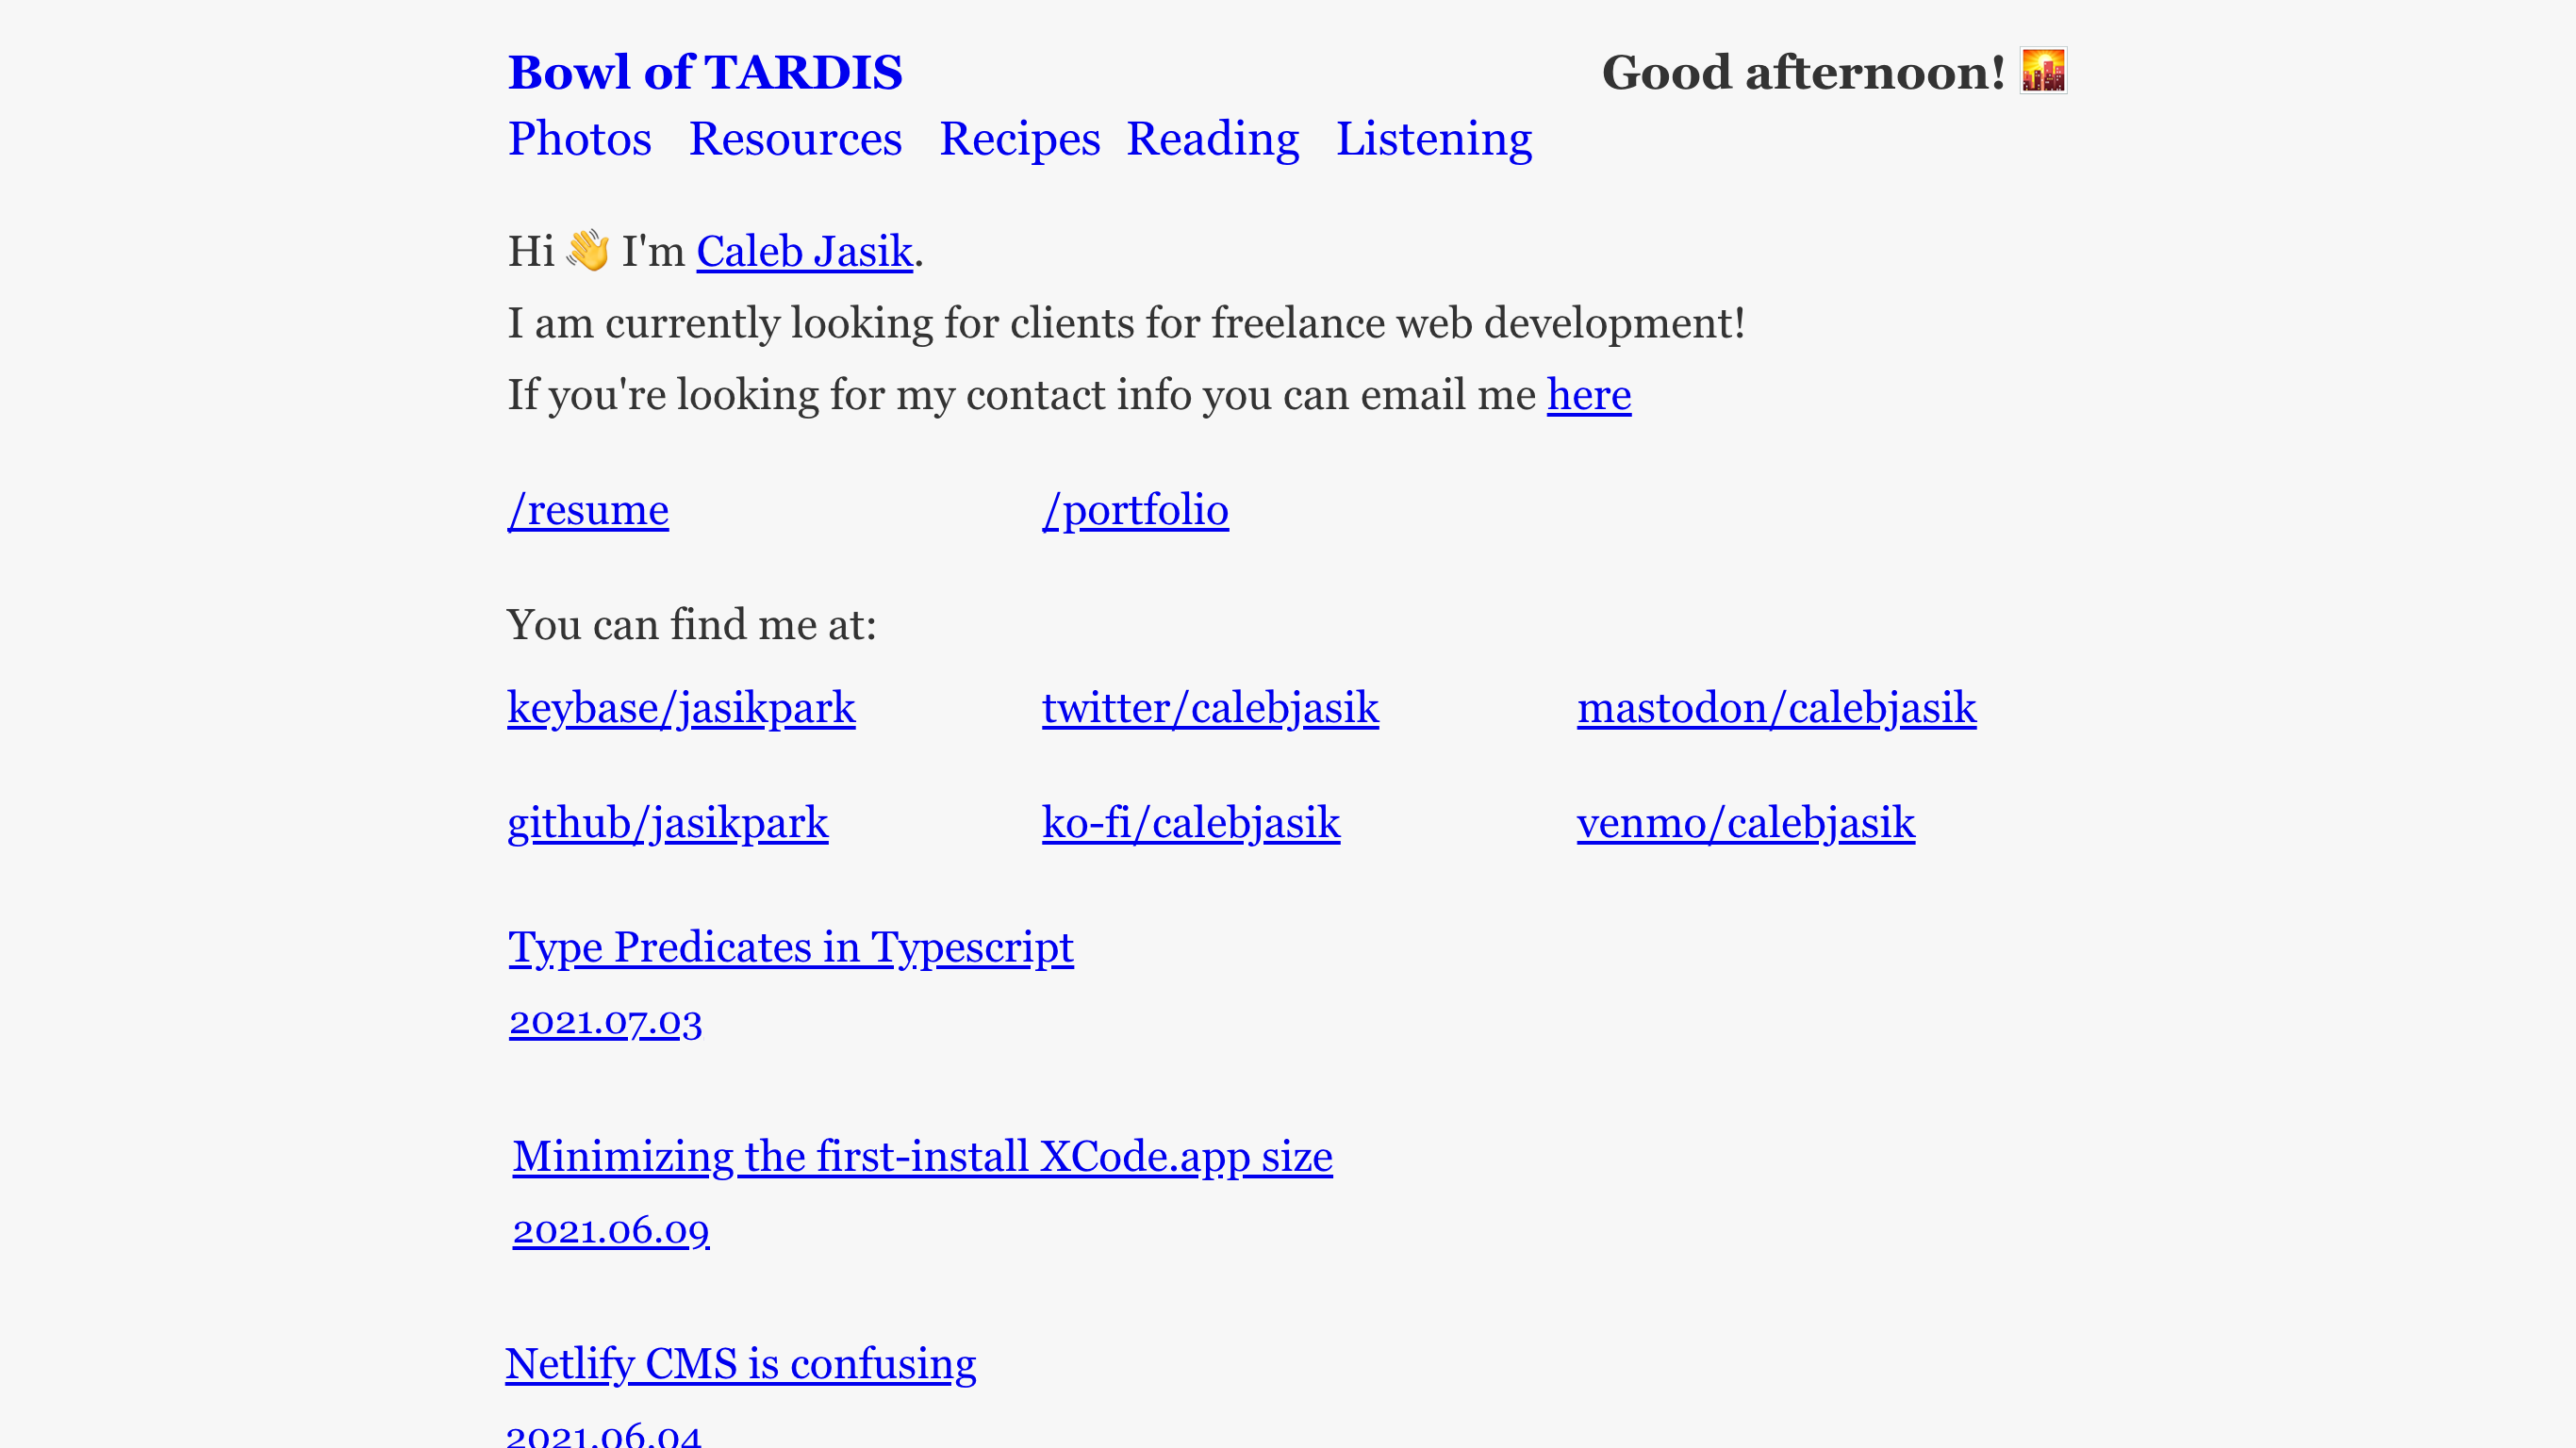 Bowl of TARDIS Good afternoon! 🌇
Photos Resources Recipes Reading Listening
Hi 👋 I'm Caleb Jasik.
I am currently looking for clients for freelance web development!
If you're looking for my contact info you can email me here
/resume /portfolio
You can find me at:
keybase/jasikpark twitter/calebjasik mastodon/calebjasik
github/jasikpark ko-fi/calebjasik venmo/calebjasik
Type Predicates in Typescript
2021.07.03
Minimizing the first-install XCode.app size
2021.06.09
Netlify CMS is confusing
2021.06.04